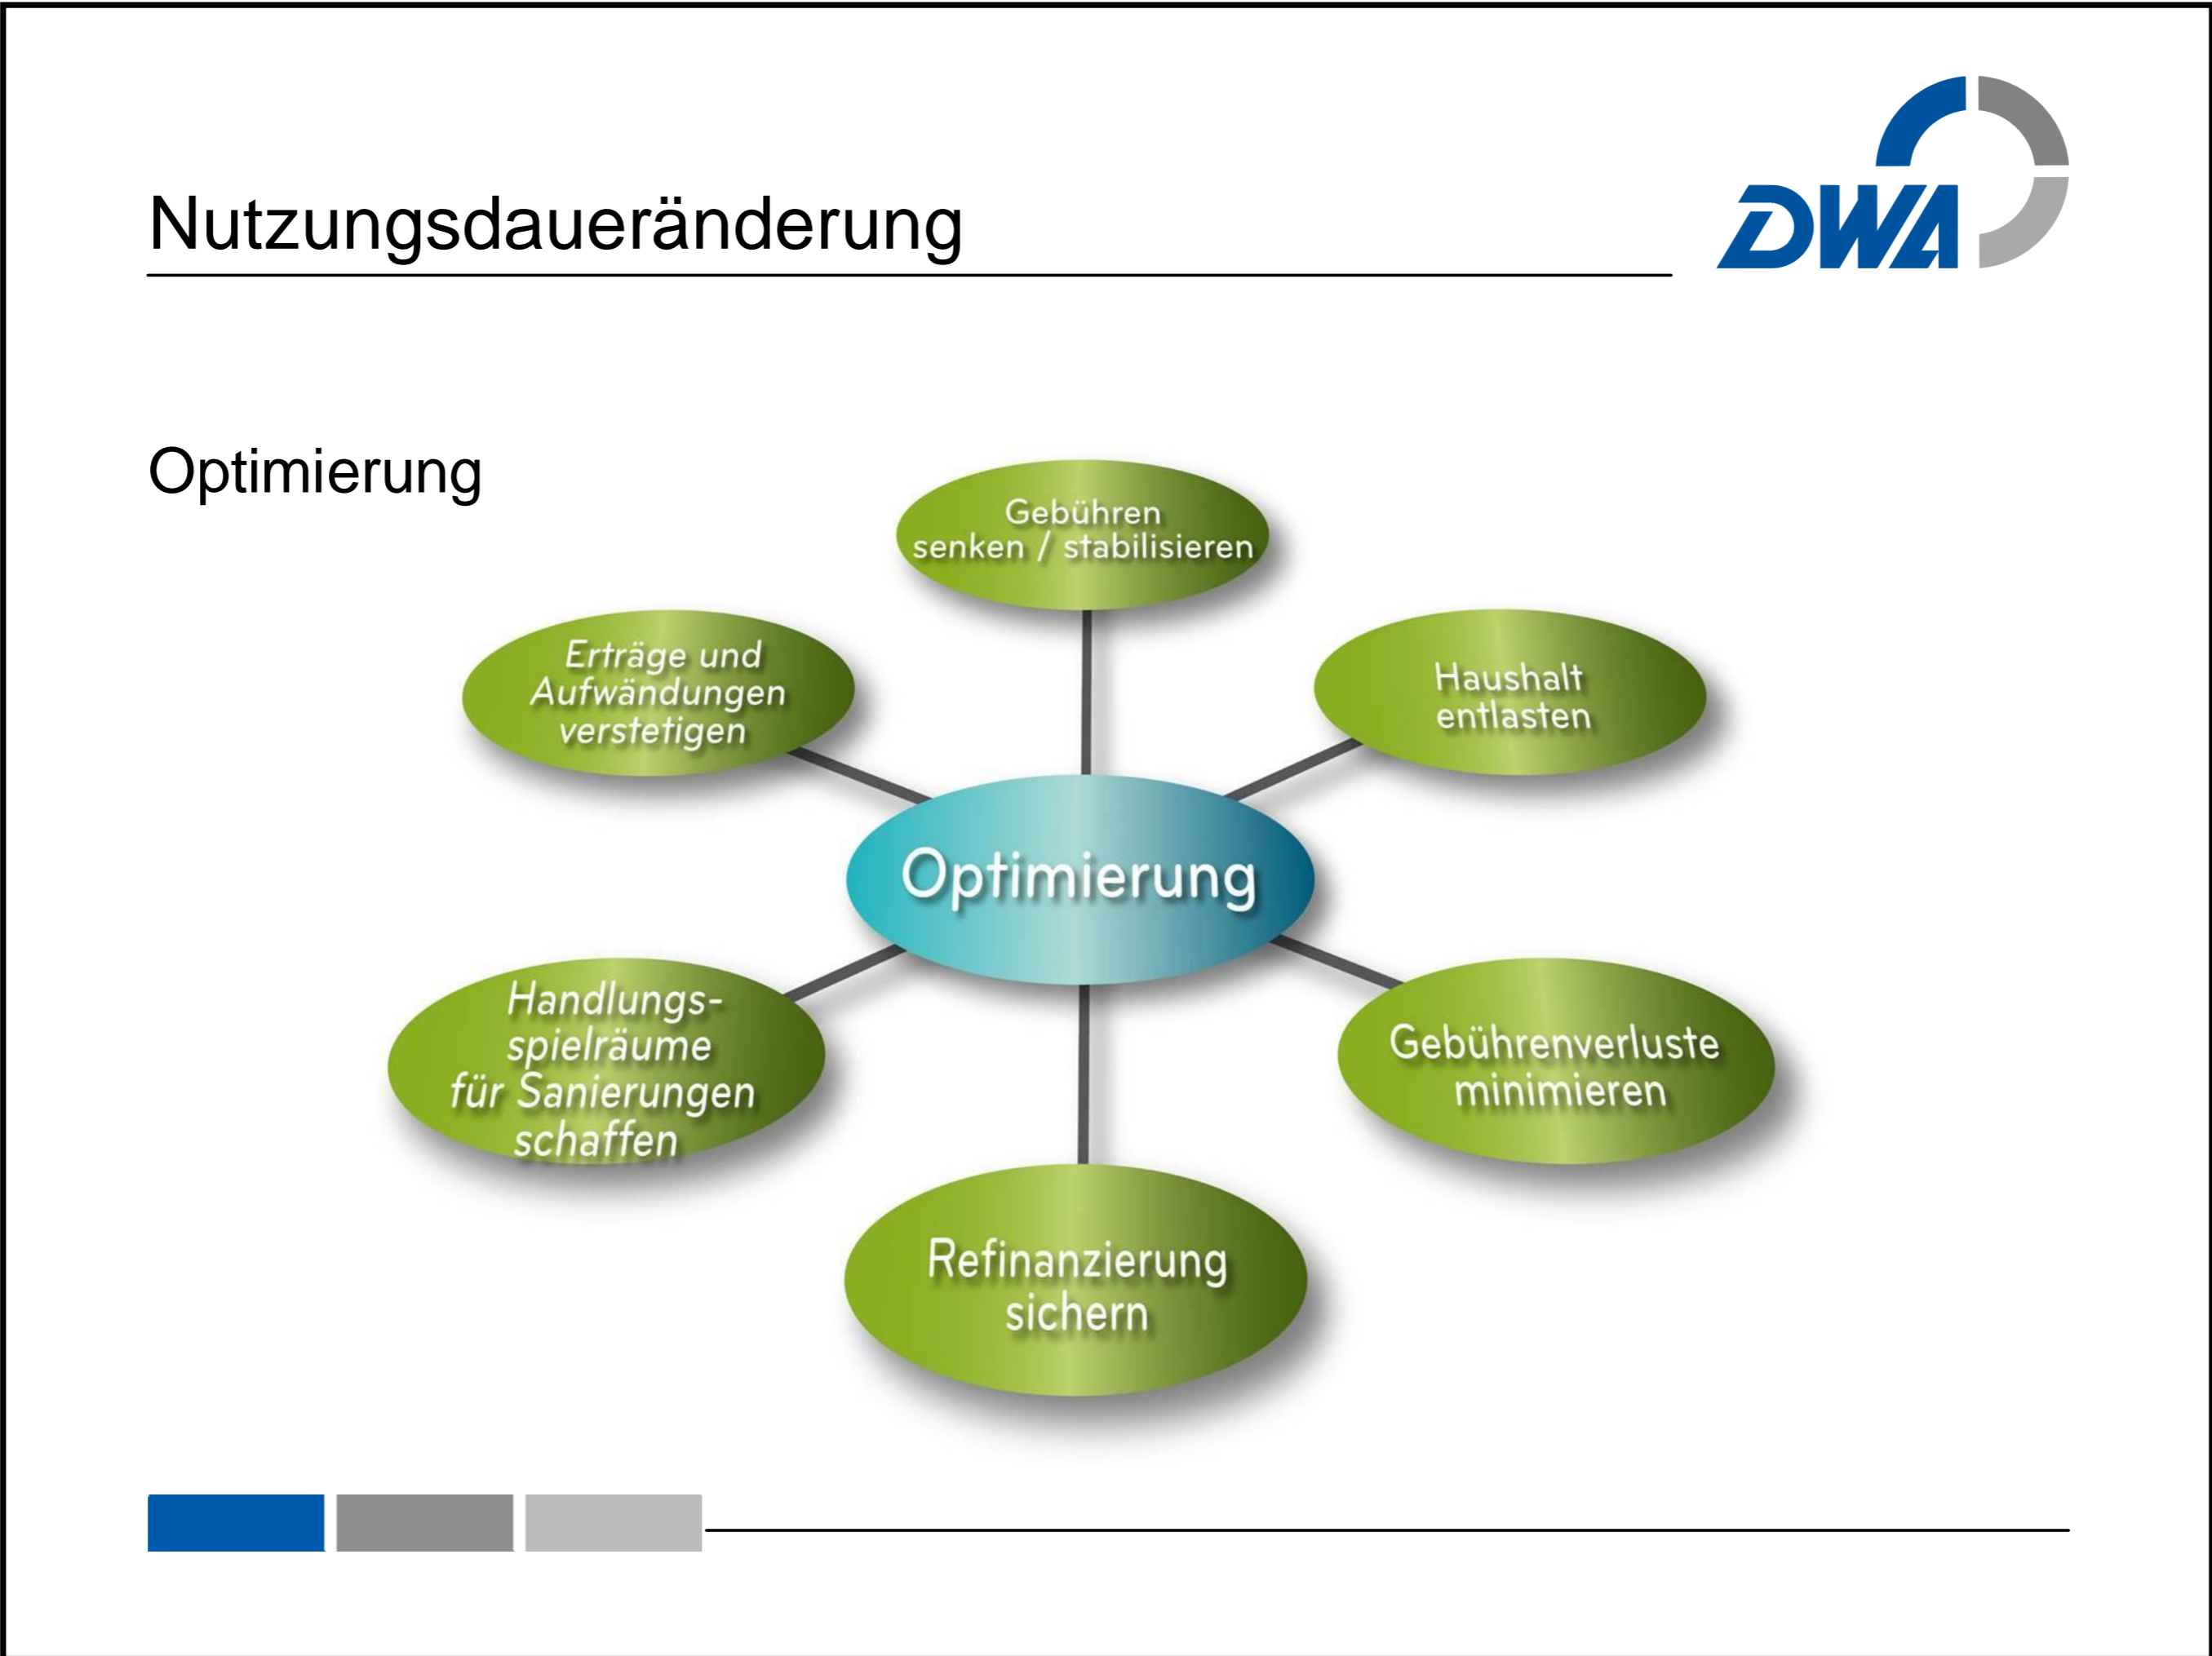 Nutzungsdaueränderung
DWA
Optimierung
Gebühren
senken / stabilisieren
Erträge und
Aufwändungen
verstetigen
Haushalt
entlasten
Optimierung
Handlungs-
spielräume
für Sanierungen
schaffen
Gebührenverluste
minimieren
Refinanzierung
sichern